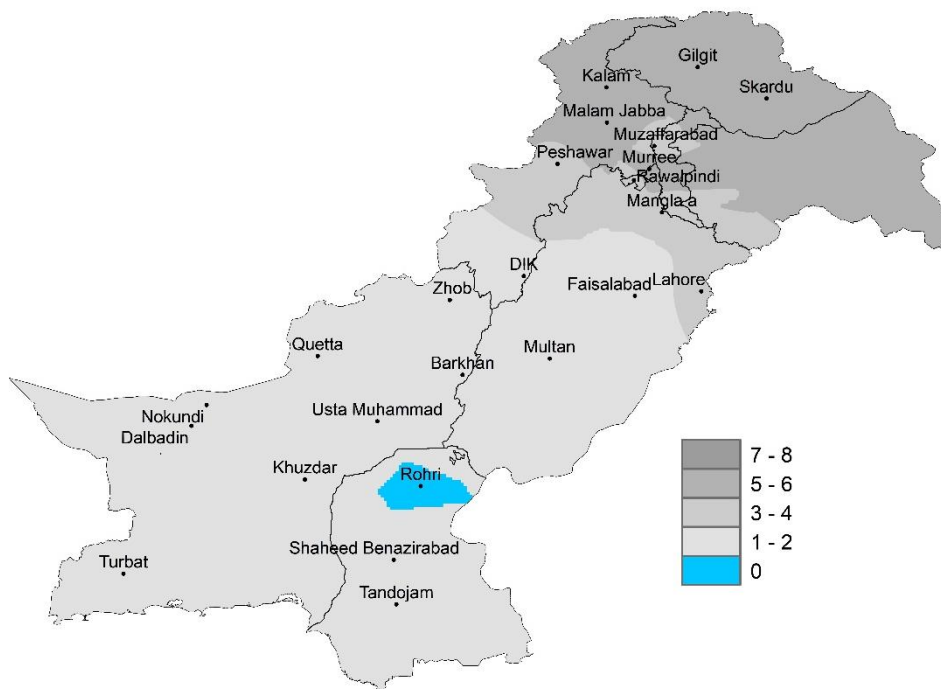 Gilgit
Kalam
Skardu
Malam Jabba
Muzaffarabad
Peshawar
Murree
Rawalpindi
Mangla a
DIK
Zhob
Faisalabad
Lahore
Quetta
Multan
Barkhan
Nokundi
Usta Muhammad
Dalbadin
Khuzdar
Rohri
Shaheed Benazirabad
Turbat
Tandojam
7 - 8
5 - 6
3 - 4
1 - 2
0